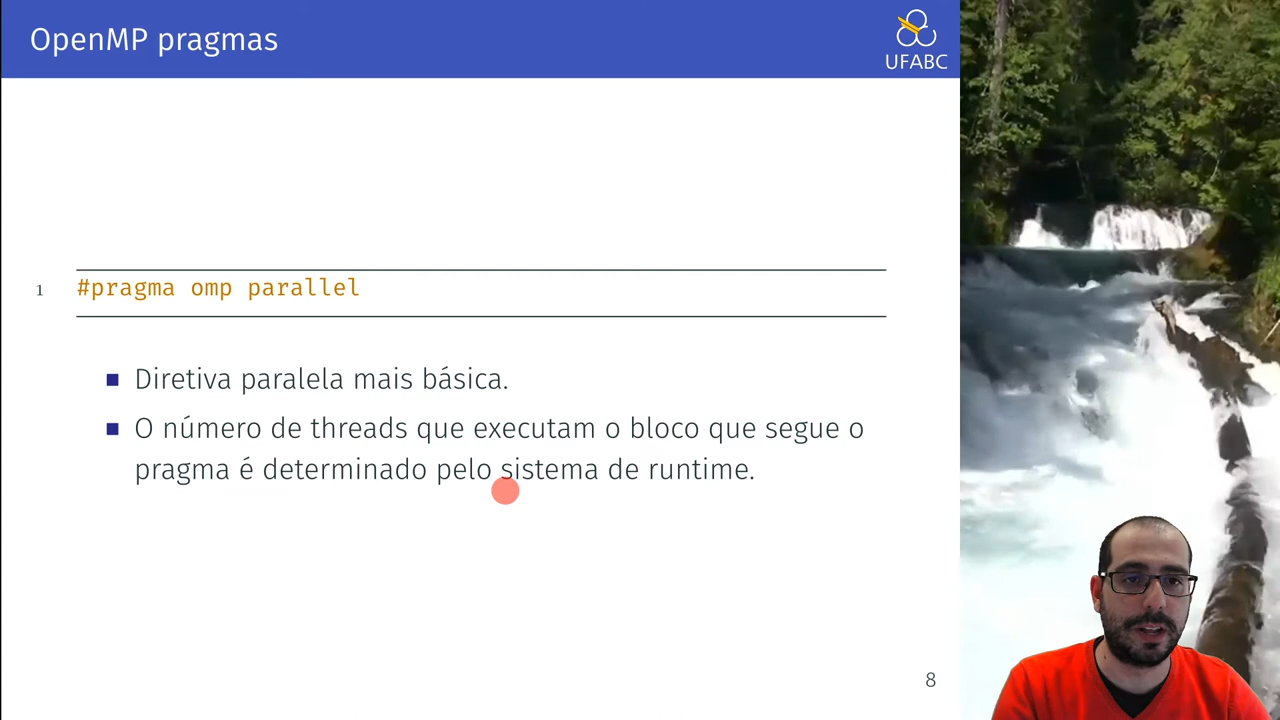 OpenMP pragmas
UFABC
1 #pragma omp parallel
Diretiva paralela mais básica.
O número de threads que executam o bloco que segue o
pragma é determinado pelo sistema de runtime.
8